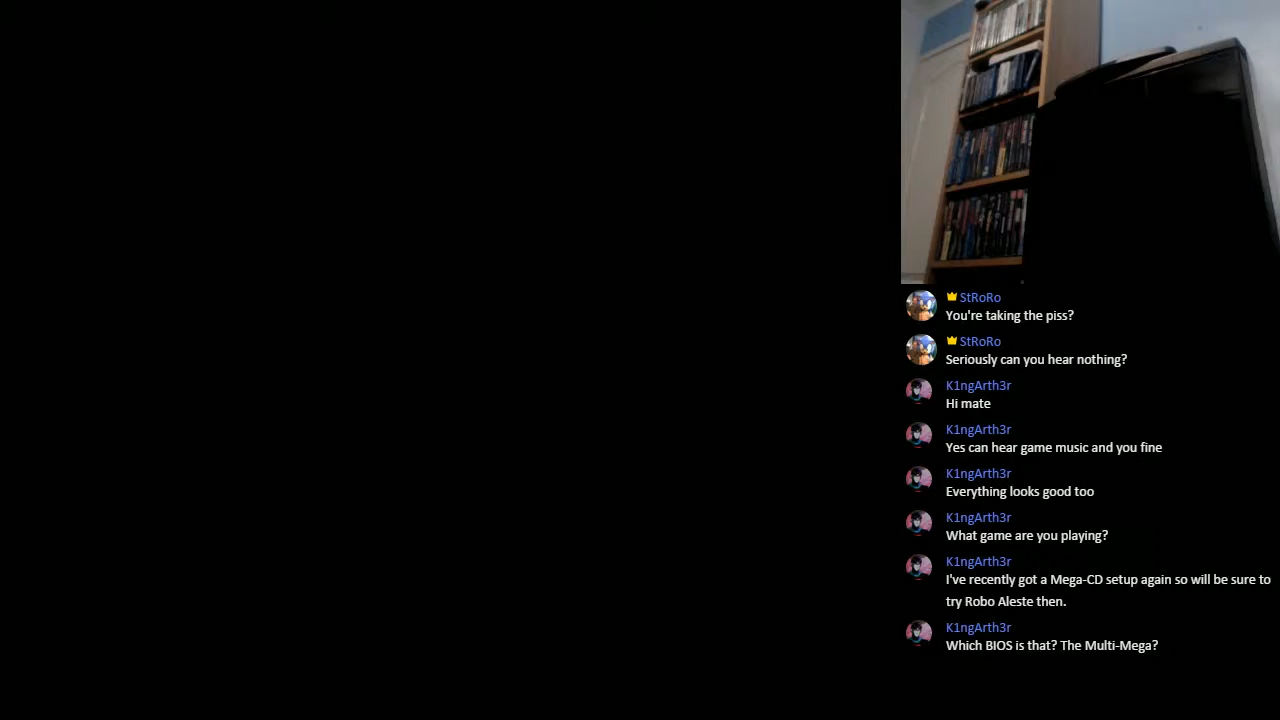 StRoRo
You're taking the piss?
StRoRo
Seriously can you hear nothing?
K1ngArth3r
Hi mate
K1ngArth3r
Yes can hear game music and you fine
K1ngArth3r
Everything looks good too
K1ngArth3r
What game are you playing?
K1ngArth3r
I've recently got a Mega-CD setup again so will be sure to
try Robo Aleste then.
K1ngArth3r
Which BIOS is that? The Multi-Mega?